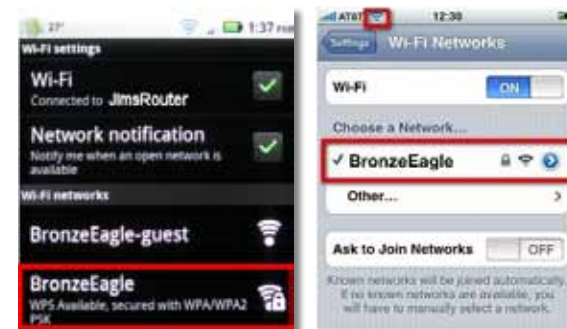 27°
1:37 PM
Wi-Fi settings
Wi-Fi
Connected to JimsRouter
Network notification
Notify me when an open network is
available
Wi-Fi networks
BronzeEagle-guest
BronzeEagle
WPS Available, secured with WPA/WPA2
PSK
AT&T
12:30
Settings
Wi-Fi Networks
Wi-Fi
ON
Choose a Network...
✓ BronzeEagle
Other...
Ask to Join Networks
OFF
Known networks will be joined automatically.
If no known networks are available, you
will have to manually select a network.